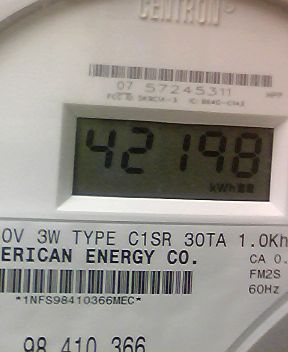 CENTRON®
07 57245311
42198
kWh
0V 3W TYPE C1SR 30TA 1.0Kh
ERICAN ENERGY CO.
CA 0.
FM2S
60Hz
*1NFS98410366MEC*
98 410 366